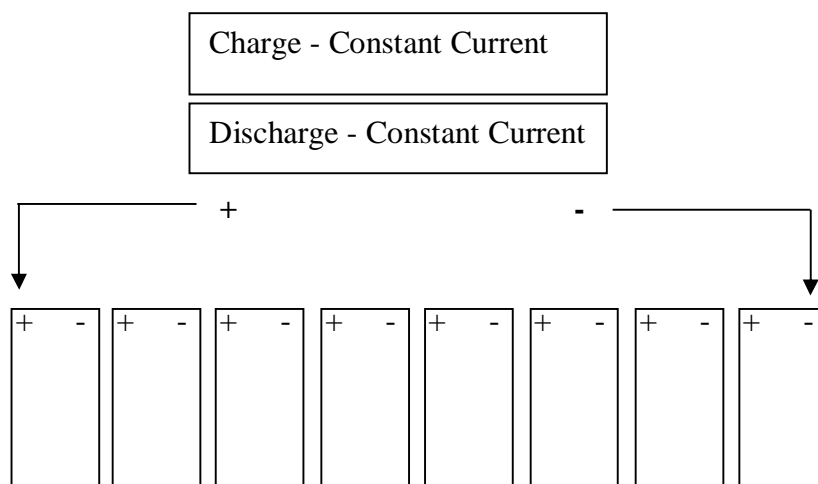 Charge - Constant Current
Discharge - Constant Current
+ -
+ - + - + - + - + - + - + - + -